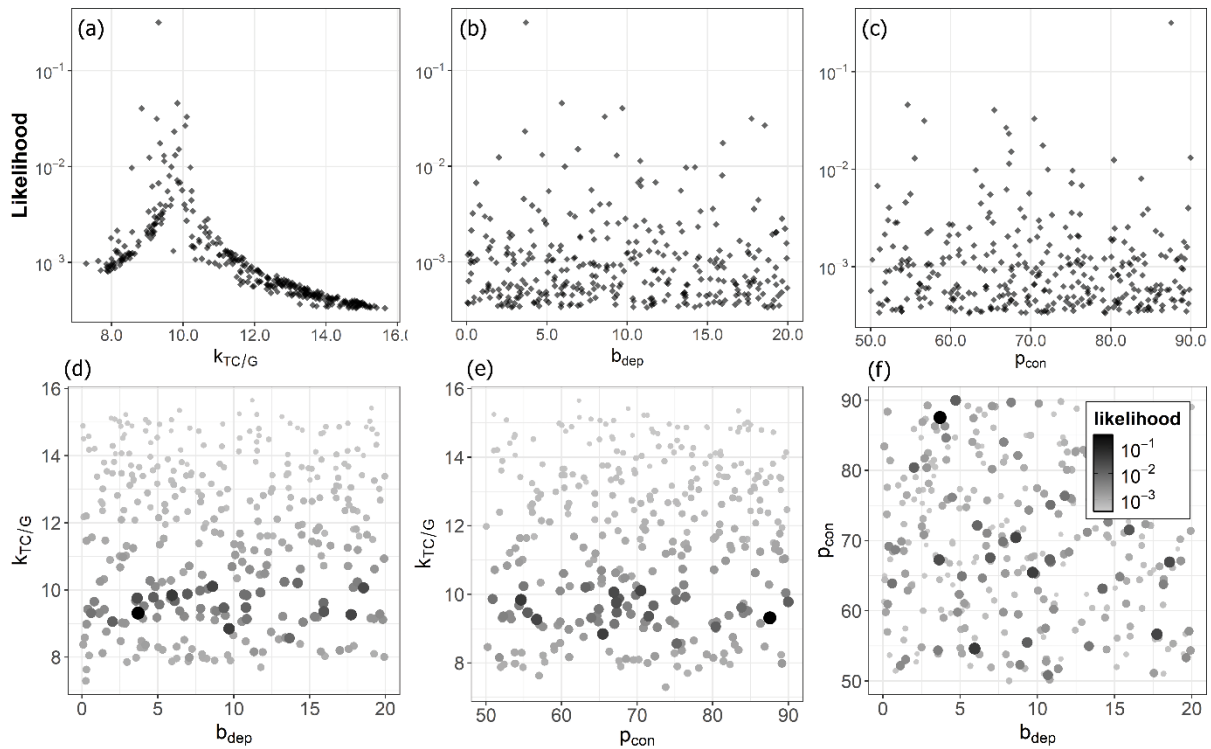 (a)
(b)
(c)
Likelihood
10⁻¹
10⁻²
10⁻³
8.0 10.0 12.0 14.0 16.0
k_TC/G
10⁻¹
10⁻²
10⁻³
0.0 5.0 10.0 15.0 20.0
b_dep
10⁻¹
10⁻²
10⁻³
50.0 60.0 70.0 80.0 90.0
p_con
(d)
(e)
(f)
k_TC/G
16
14
12
10
8
0 5 10 15 20
b_dep
k_TC/G
16
14
12
10
8
50 60 70 80 90
p_con
p_con
90
80
70
60
50
0 5 10 15 20
b_dep
likelihood
10⁻¹
10⁻²
10⁻³